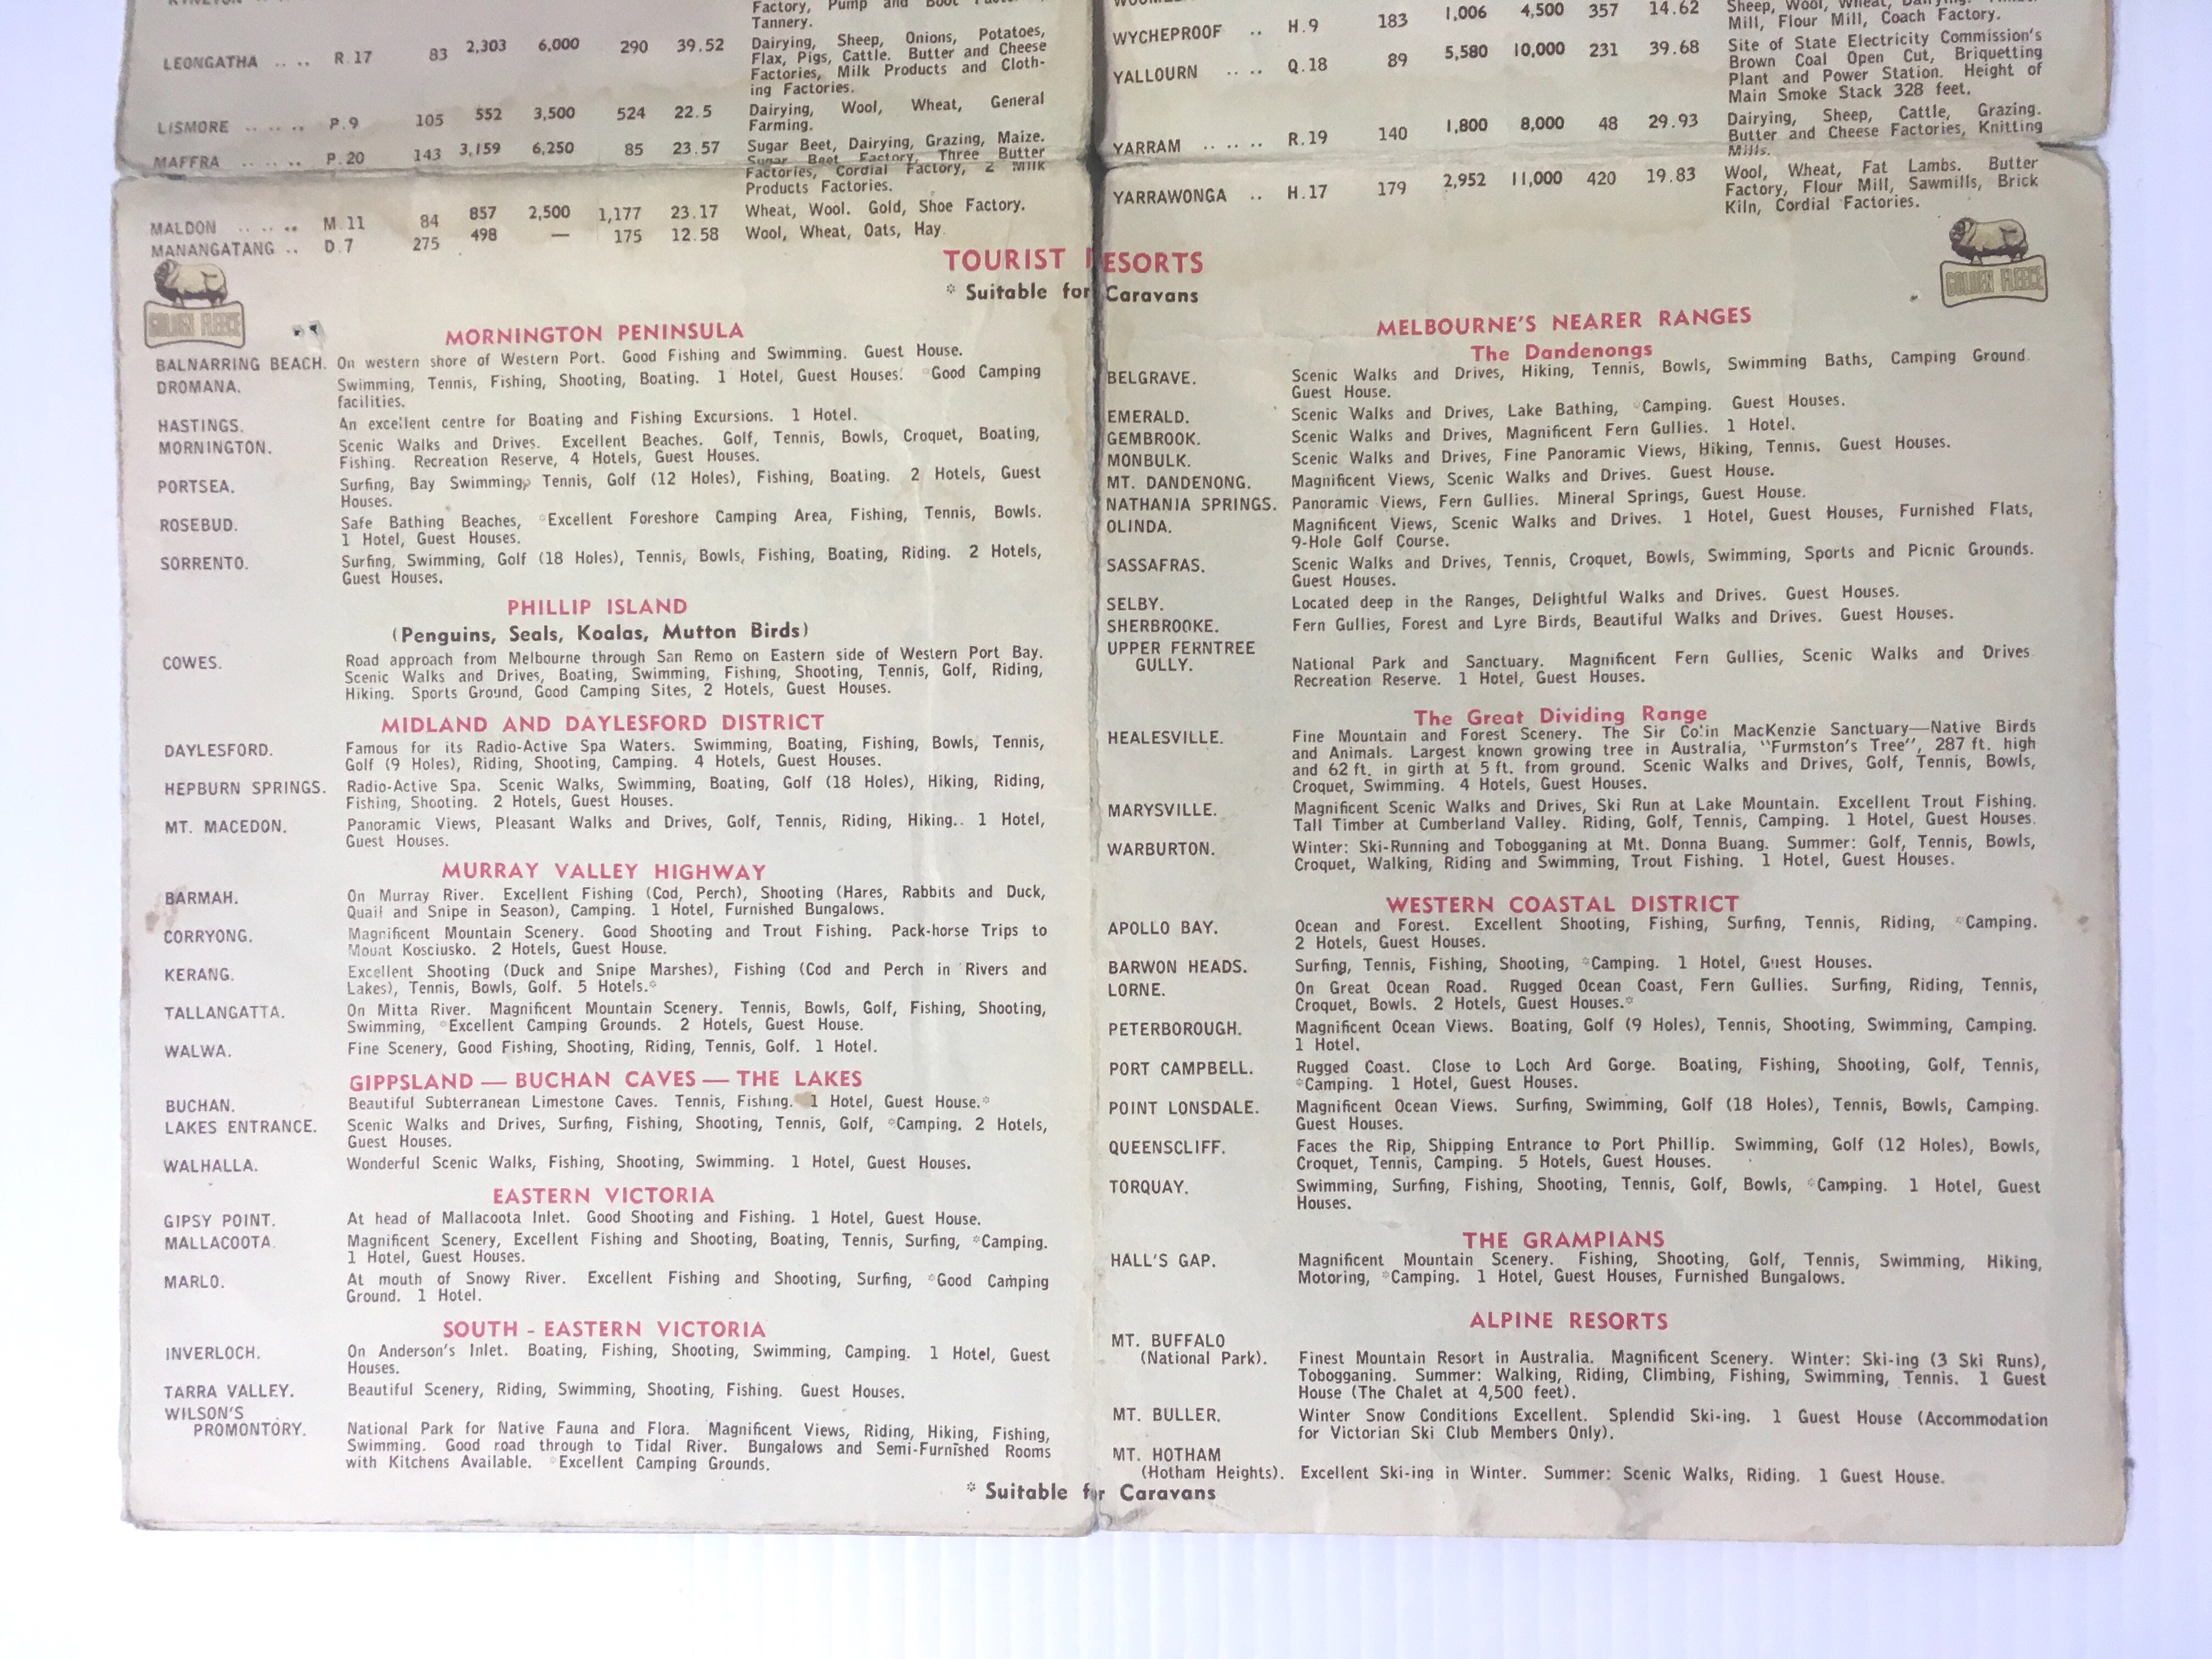 Factory, Pump and Boot
Tannery.
LEONGATHA .. .. R.17 83 2,303 6,000 290 39.52 Dairying, Sheep, Onions, Potatoes,
Flax, Pigs, Cattle. Butter and Cheese
Factories, Milk Products and Cloth-
ing Factories.
LISMORE .. .. .. P.9 105 552 3,500 524 22.5 Dairying, Wool, Wheat, General
Farming.
MAFFRA .. .. .. P.20 143 3,159 6,250 85 23.57 Sugar Beet, Dairying, Grazing, Maize.
Sugar Beet Factory, Three Butter
Factories, Cordial Factory, 2 Milk
Products Factories.
MALDON .. .. .. M.11 84 857 2,500 1,177 23.17 Wheat, Wool. Gold, Shoe Factory.
MANANGATANG .. D.7 275 498 — 175 12.58 Wool, Wheat, Oats, Hay
1,006 4,500 357 14.62 Sheep, Wool, Wheat,
WYCHEPROOF .. H.9 183 Mill, Flour Mill, Coach Factory.
YALLOURN .. .. Q.18 89 5,580 10,000 231 39.68 Site of State Electricity Commission's
Brown Coal Open Cut, Briquetting
Plant and Power Station. Height of
Main Smoke Stack 328 feet.
YARRAM .. .. .. R.19 140 1,800 8,000 48 29.93 Dairying, Sheep, Cattle, Grazing.
Butter and Cheese Factories, Knitting
Mills.
YARRAWONGA .. H.17 179 2,952 11,000 420 19.83 Wool, Wheat, Fat Lambs. Butter
Factory, Flour Mill, Sawmills, Brick
Kiln, Cordial Factories.
TOURIST RESORTS
* Suitable for Caravans
GOLDEN FLEECE
GOLDEN FLEECE
MORNINGTON PENINSULA
BALNARRING BEACH. On western shore of Western Port. Good Fishing and Swimming. Guest House.
DROMANA. Swimming, Tennis, Fishing, Shooting, Boating. 1 Hotel, Guest Houses. *Good Camping
facilities.
HASTINGS. An excellent centre for Boating and Fishing Excursions. 1 Hotel.
MORNINGTON. Scenic Walks and Drives. Excellent Beaches. Golf, Tennis, Bowls, Croquet, Boating,
Fishing. Recreation Reserve, 4 Hotels, Guest Houses.
PORTSEA. Surfing, Bay Swimming, Tennis, Golf (12 Holes), Fishing, Boating. 2 Hotels, Guest
Houses.
ROSEBUD. Safe Bathing Beaches, *Excellent Foreshore Camping Area, Fishing, Tennis, Bowls.
1 Hotel, Guest Houses.
SORRENTO. Surfing, Swimming, Golf (18 Holes), Tennis, Bowls, Fishing, Boating, Riding. 2 Hotels,
Guest Houses.
PHILLIP ISLAND
(Penguins, Seals, Koalas, Mutton Birds)
COWES. Road approach from Melbourne through San Remo on Eastern side of Western Port Bay.
Scenic Walks and Drives, Boating, Swimming, Fishing, Shooting, Tennis, Golf, Riding,
Hiking. Sports Ground, Good Camping Sites, 2 Hotels, Guest Houses.
MIDLAND AND DAYLESFORD DISTRICT
DAYLESFORD. Famous for its Radio-Active Spa Waters. Swimming, Boating, Fishing, Bowls, Tennis,
Golf (9 Holes), Riding, Shooting, Camping. 4 Hotels, Guest Houses.
HEPBURN SPRINGS. Radio-Active Spa. Scenic Walks, Swimming, Boating, Golf (18 Holes), Hiking, Riding,
Fishing, Shooting. 2 Hotels, Guest Houses.
MT. MACEDON. Panoramic Views, Pleasant Walks and Drives, Golf, Tennis, Riding, Hiking.. 1 Hotel,
Guest Houses.
MURRAY VALLEY HIGHWAY
BARMAH. On Murray River. Excellent Fishing (Cod, Perch), Shooting (Hares, Rabbits and Duck,
Quail and Snipe in Season), Camping. 1 Hotel, Furnished Bungalows.
CORRYONG. Magnificent Mountain Scenery. Good Shooting and Trout Fishing. Pack-horse Trips to
Mount Kosciusko. 2 Hotels, Guest House.
KERANG. Excellent Shooting (Duck and Snipe Marshes), Fishing (Cod and Perch in Rivers and
Lakes), Tennis, Bowls, Golf. 5 Hotels.*
TALLANGATTA. On Mitta River. Magnificent Mountain Scenery. Tennis, Bowls, Golf, Fishing, Shooting,
Swimming, *Excellent Camping Grounds. 2 Hotels, Guest House.
WALWA. Fine Scenery, Good Fishing, Shooting, Riding, Tennis, Golf. 1 Hotel.
GIPPSLAND — BUCHAN CAVES — THE LAKES
BUCHAN. Beautiful Subterranean Limestone Caves. Tennis, Fishing. 1 Hotel, Guest House.*
LAKES ENTRANCE. Scenic Walks and Drives, Surfing, Fishing, Shooting, Tennis, Golf, *Camping. 2 Hotels,
Guest Houses.
WALHALLA. Wonderful Scenic Walks, Fishing, Shooting, Swimming. 1 Hotel, Guest Houses.
EASTERN VICTORIA
GIPSY POINT. At head of Mallacoota Inlet. Good Shooting and Fishing. 1 Hotel, Guest House.
MALLACOOTA. Magnificent Scenery, Excellent Fishing and Shooting, Boating, Tennis, Surfing, *Camping.
1 Hotel, Guest Houses.
MARLO. At mouth of Snowy River. Excellent Fishing and Shooting, Surfing, *Good Camping
Ground. 1 Hotel.
SOUTH - EASTERN VICTORIA
INVERLOCH. On Anderson's Inlet. Boating, Fishing, Shooting, Swimming, Camping. 1 Hotel, Guest
Houses.
TARRA VALLEY. Beautiful Scenery, Riding, Swimming, Shooting, Fishing. Guest Houses.
WILSON'S
PROMONTORY. National Park for Native Fauna and Flora. Magnificent Views, Riding, Hiking, Fishing,
Swimming. Good road through to Tidal River. Bungalows and Semi-Furnished Rooms
with Kitchens Available. *Excellent Camping Grounds.
MELBOURNE'S NEARER RANGES
The Dandenongs
BELGRAVE. Scenic Walks and Drives, Hiking, Tennis, Bowls, Swimming Baths, Camping Ground.
Guest House.
EMERALD. Scenic Walks and Drives, Lake Bathing, *Camping. Guest Houses.
GEMBROOK. Scenic Walks and Drives, Magnificent Fern Gullies. 1 Hotel.
MONBULK. Scenic Walks and Drives, Fine Panoramic Views, Hiking, Tennis. Guest Houses.
MT. DANDENONG. Magnificent Views, Scenic Walks and Drives. Guest House.
NATHANIA SPRINGS. Panoramic Views, Fern Gullies. Mineral Springs, Guest House.
OLINDA. Magnificent Views, Scenic Walks and Drives. 1 Hotel, Guest Houses, Furnished Flats,
9-Hole Golf Course.
SASSAFRAS. Scenic Walks and Drives, Tennis, Croquet, Bowls, Swimming, Sports and Picnic Grounds.
Guest Houses.
SELBY. Located deep in the Ranges, Delightful Walks and Drives. Guest Houses.
SHERBROOKE. Fern Gullies, Forest and Lyre Birds, Beautiful Walks and Drives. Guest Houses.
UPPER FERNTREE
GULLY. National Park and Sanctuary. Magnificent Fern Gullies, Scenic Walks and Drives
Recreation Reserve. 1 Hotel, Guest Houses.
The Great Dividing Range
HEALESVILLE. Fine Mountain and Forest Scenery. The Sir Colin MacKenzie Sanctuary—Native Birds
and Animals. Largest known growing tree in Australia, "Furmston's Tree", 287 ft. high
and 62 ft. in girth at 5 ft. from ground. Scenic Walks and Drives, Golf, Tennis, Bowls,
Croquet, Swimming. 4 Hotels, Guest Houses.
MARYSVILLE. Magnificent Scenic Walks and Drives, Ski Run at Lake Mountain. Excellent Trout Fishing.
Tall Timber at Cumberland Valley. Riding, Golf, Tennis, Camping. 1 Hotel, Guest Houses.
WARBURTON. Winter: Ski-Running and Tobogganing at Mt. Donna Buang. Summer: Golf, Tennis, Bowls,
Croquet, Walking, Riding and Swimming, Trout Fishing. 1 Hotel, Guest Houses.
WESTERN COASTAL DISTRICT
APOLLO BAY. Ocean and Forest. Excellent Shooting, Fishing, Surfing, Tennis, Riding, *Camping.
2 Hotels, Guest Houses.
BARWON HEADS. Surfing, Tennis, Fishing, Shooting, *Camping. 1 Hotel, Guest Houses.
LORNE. On Great Ocean Road. Rugged Ocean Coast, Fern Gullies. Surfing, Riding, Tennis,
Croquet, Bowls. 2 Hotels, Guest Houses.*
PETERBOROUGH. Magnificent Ocean Views. Boating, Golf (9 Holes), Tennis, Shooting, Swimming, Camping.
1 Hotel.
PORT CAMPBELL. Rugged Coast. Close to Loch Ard Gorge. Boating, Fishing, Shooting, Golf, Tennis,
*Camping. 1 Hotel, Guest Houses.
POINT LONSDALE. Magnificent Ocean Views. Surfing, Swimming, Golf (18 Holes), Tennis, Bowls, Camping.
Guest Houses.
QUEENSCLIFF. Faces the Rip, Shipping Entrance to Port Phillip. Swimming, Golf (12 Holes), Bowls,
Croquet, Tennis, Camping. 5 Hotels, Guest Houses.
TORQUAY. Swimming, Surfing, Fishing, Shooting, Tennis, Golf, Bowls, *Camping. 1 Hotel, Guest
Houses.
THE GRAMPIANS
HALL'S GAP. Magnificent Mountain Scenery. Fishing, Shooting, Golf, Tennis, Swimming, Hiking,
Motoring, *Camping. 1 Hotel, Guest Houses, Furnished Bungalows.
ALPINE RESORTS
MT. BUFFALO
(National Park). Finest Mountain Resort in Australia. Magnificent Scenery. Winter: Ski-ing (3 Ski Runs),
Tobogganing. Summer: Walking, Riding, Climbing, Fishing, Swimming, Tennis. 1 Guest
House (The Chalet at 4,500 feet).
MT. BULLER. Winter Snow Conditions Excellent. Splendid Ski-ing. 1 Guest House (Accommodation
for Victorian Ski Club Members Only).
MT. HOTHAM
(Hotham Heights). Excellent Ski-ing in Winter. Summer: Scenic Walks, Riding. 1 Guest House.
* Suitable for Caravans